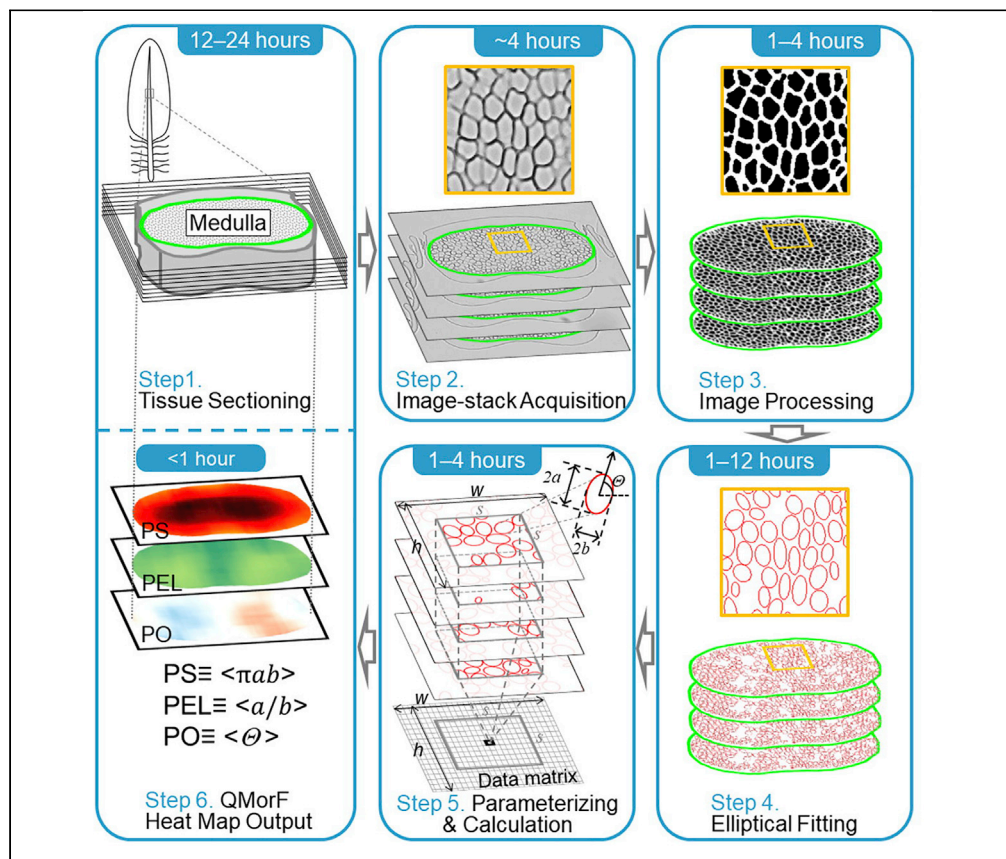 12–24 hours
Medulla
Step1.
Tissue Sectioning
~4 hours
Step 2.
Image-stack Acquisition
1–4 hours
Step 3.
Image Processing
1–12 hours
Step 4.
Elliptical Fitting
1–4 hours
w
h
s
s
2a
2b
Θ
w
h
s
s
Data matrix
Step 5. Parameterizing
& Calculation
<1 hour
PS
PEL
PO
PS≡ <πab>
PEL≡ <a/b>
PO≡ <Θ>
Step 6. QMorF
Heat Map Output